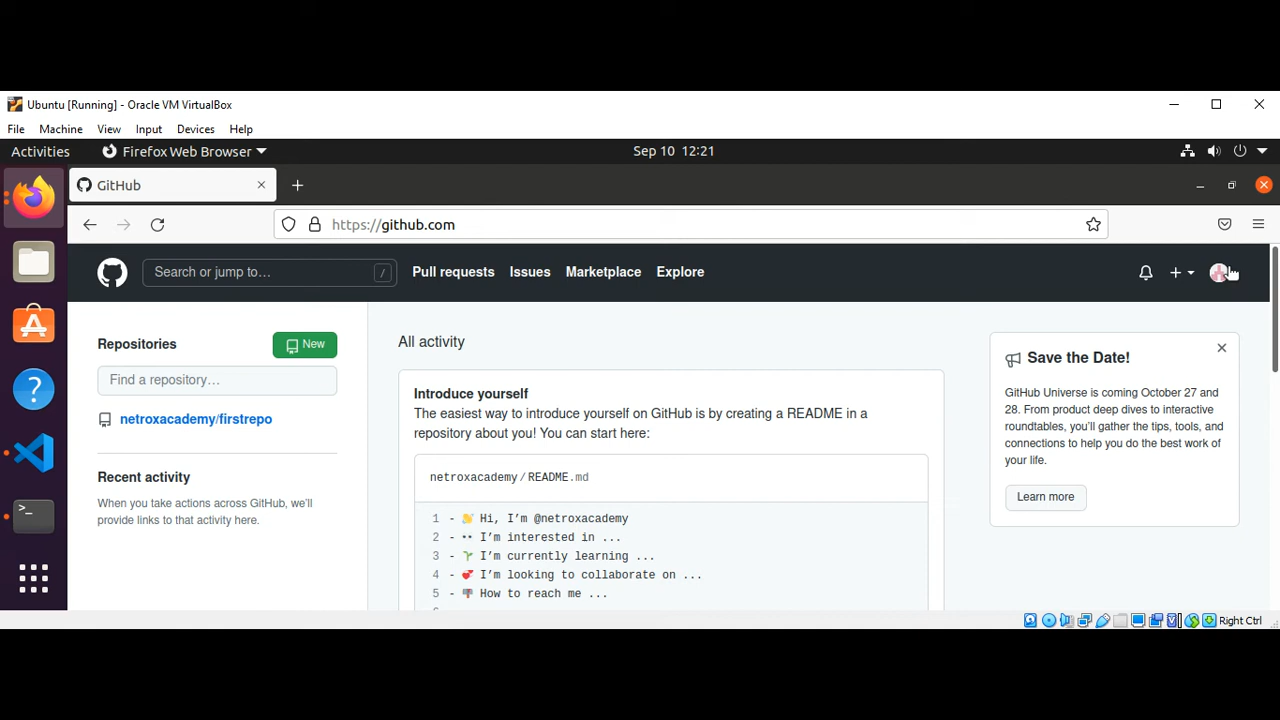 Ubuntu [Running] - Oracle VM VirtualBox
File Machine View Input Devices Help
Activities Firefox Web Browser Sep 10 12:21
GitHub
https://github.com
Search or jump to… / Pull requests Issues Marketplace Explore
Repositories New
Find a repository…
netroxacademy/firstrepo
Recent activity
When you take actions across GitHub, we’ll
provide links to that activity here.
All activity
Introduce yourself
The easiest way to introduce yourself on GitHub is by creating a README in a
repository about you! You can start here:
netroxacademy/README.md
1 - 👋 Hi, I’m @netroxacademy
2 - 👀 I’m interested in ...
3 - 🌱 I’m currently learning ...
4 - 💞️ I’m looking to collaborate on ...
5 - 📫 How to reach me ...
Save the Date!
GitHub Universe is coming October 27 and
28. From product deep dives to interactive
roundtables, you’ll gather the tips, tools, and
connections to help you do the best work of
your life.
Learn more
Right Ctrl